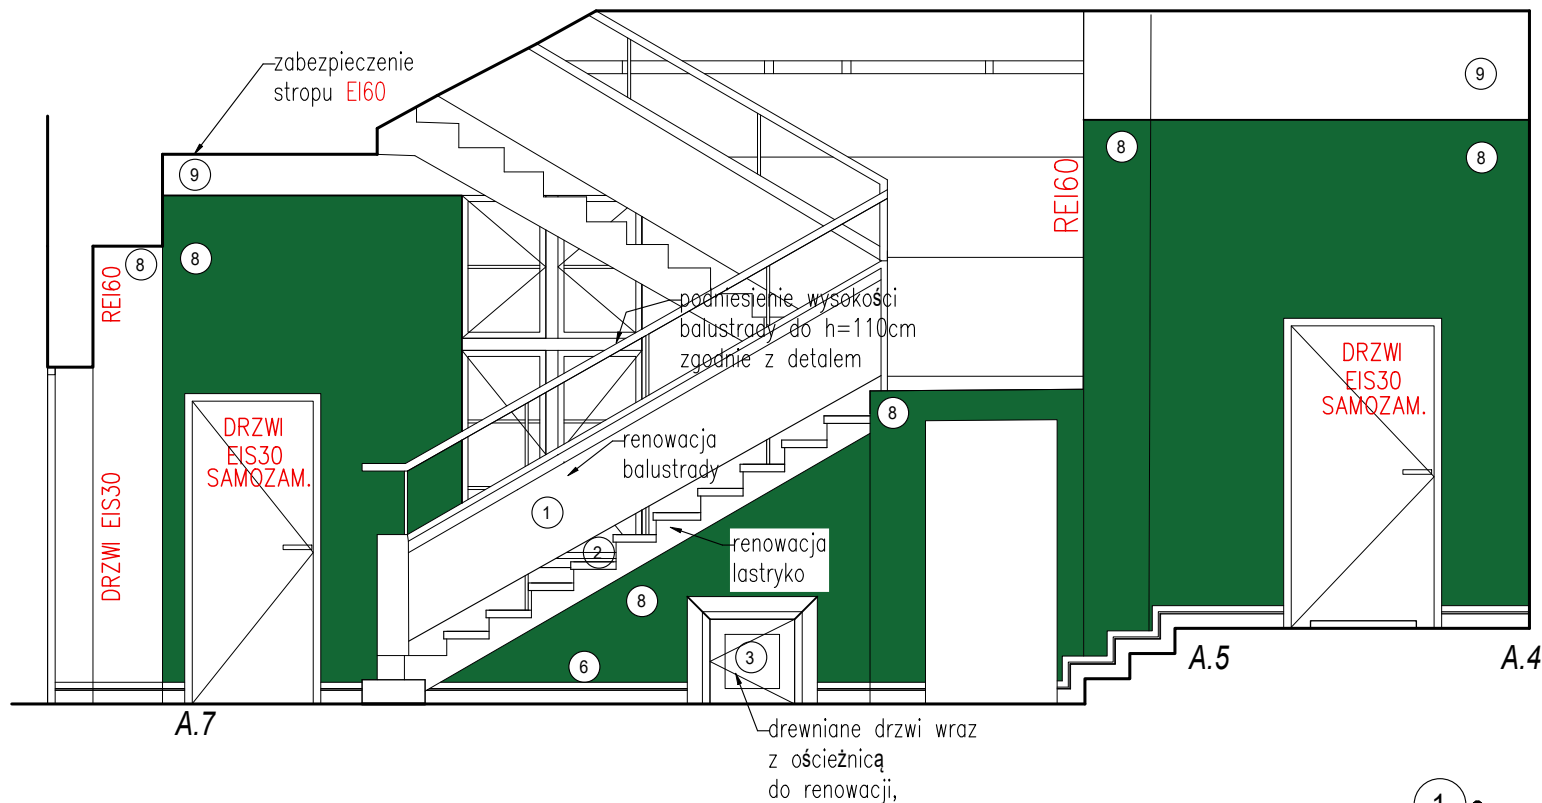 zabezpieczenie
stropu EI60
9
9
8
8
8
8
REI60
REI60
podniesienie wysokości
balustrady do h=110cm
zgodnie z detalem
DRZWI
EIS30
SAMOZAM.
DRZWI
EIS30
SAMOZAM.
DRZWI EIS30
8
renowacja
balustrady
1
2
renowacja
lastryko
8
6
3
A.5
A.4
A.7
drewniane drzwi wraz
z ościeżnicą
do renowacji,
1